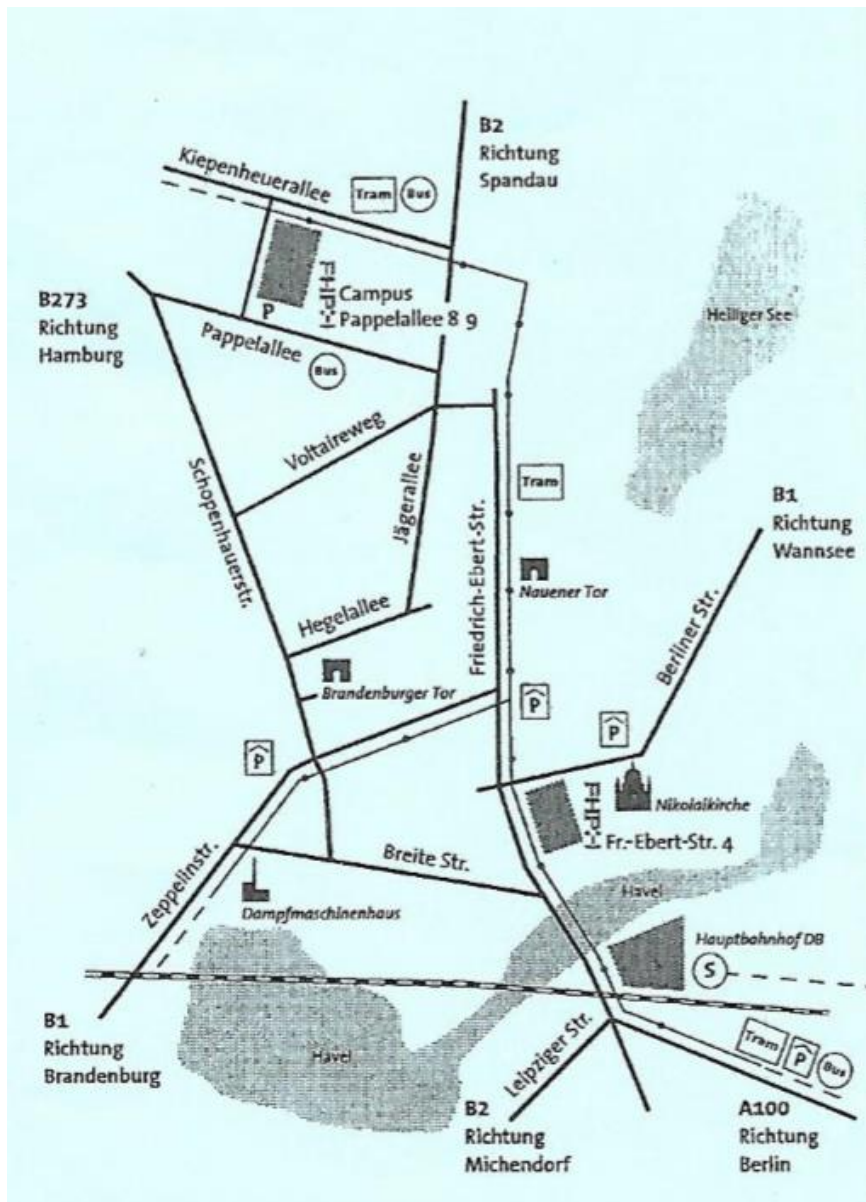 B2
Richtung
Spandau
Kiepenheuerallee
Tram
Bus
FHP
Campus
Pappelallee 8 9
P
B273
Richtung
Hamburg
Pappelallee
Bus
Heiliger See
Voltaireweg
Jägerallee
Schopenhauerstr.
Tram
Friedrich-Ebert-Str.
B1
Richtung
Wannsee
Nauener Tor
Hegelallee
Berliner Str.
Brandenburger Tor
P
P
P
Nikolaikirche
FHP
Fr.-Ebert-Str. 4
Breite Str.
Zeppelinstr.
Dampfmaschinenhaus
Havel
Hauptbahnhof DB
S
B1
Richtung
Brandenburg
Havel
Leipziger Str.
Tram
P
Bus
B2
Richtung
Michendorf
A100
Richtung
Berlin